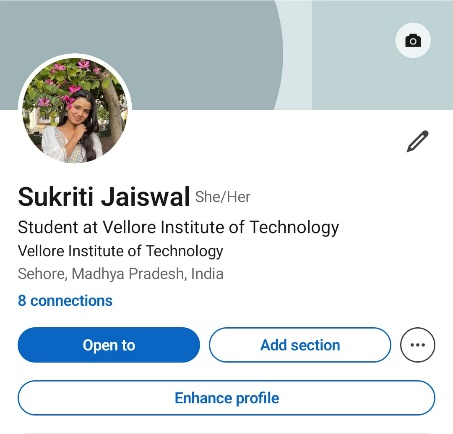 Sukriti Jaiswal She/Her
Student at Vellore Institute of Technology
Vellore Institute of Technology
Sehore, Madhya Pradesh, India
8 connections
Open to
Add section
Enhance profile